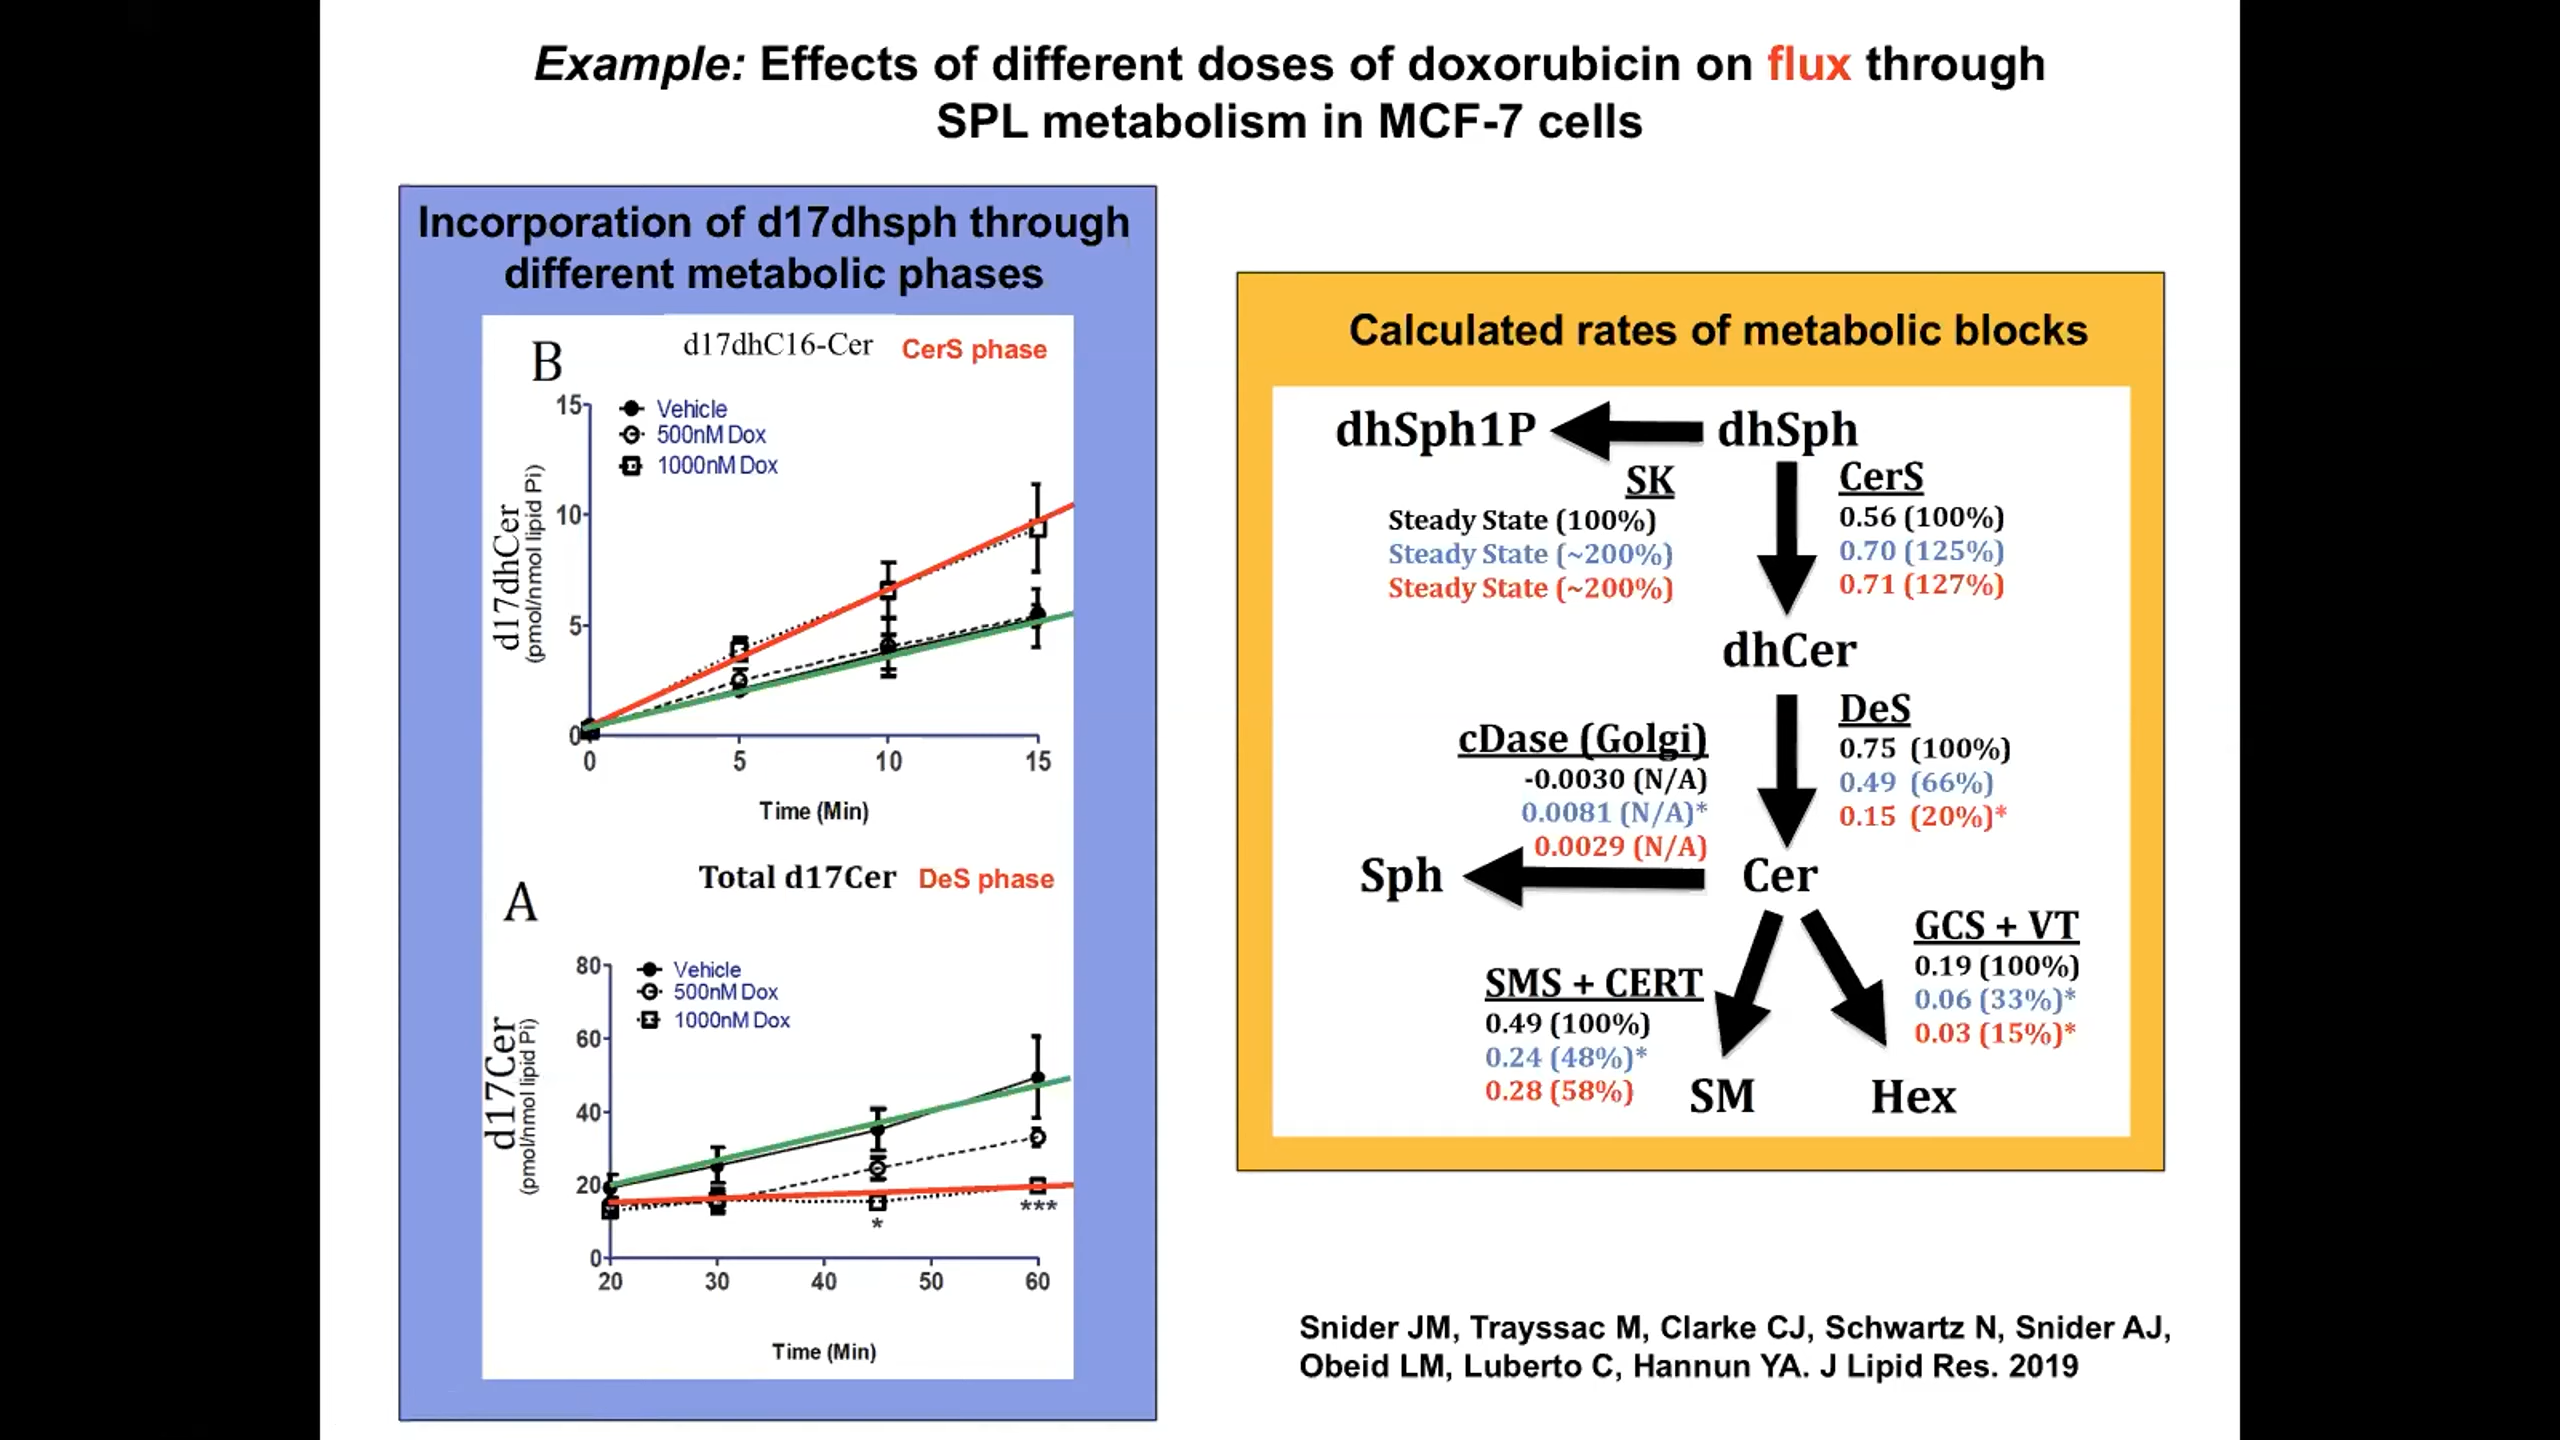 Example: Effects of different doses of doxorubicin on flux through
SPL metabolism in MCF-7 cells
Incorporation of d17dhsph through
different metabolic phases
B
d17dhC16-Cer
CerS phase
Vehicle
500nM Dox
1000nM Dox
d17dhCer
(pmol/nmol lipid Pi)
15
10
5
0
0 5 10 15
Time (Min)
A
Total d17Cer
DeS phase
Vehicle
500nM Dox
1000nM Dox
d17Cer
(pmol/nmol lipid Pi)
80
60
40
20
0
*
***
20 30 40 50 60
Time (Min)
Calculated rates of metabolic blocks
dhSph1P
dhSph
SK
Steady State (100%)
Steady State (~200%)
Steady State (~200%)
CerS
0.56 (100%)
0.70 (125%)
0.71 (127%)
dhCer
DeS
0.75 (100%)
0.49 (66%)
0.15 (20%)*
cDase (Golgi)
-0.0030 (N/A)
0.0081 (N/A)*
0.0029 (N/A)
Sph
Cer
GCS + VT
0.19 (100%)
0.06 (33%)*
0.03 (15%)*
SMS + CERT
0.49 (100%)
0.24 (48%)*
0.28 (58%)
SM
Hex
Snider JM, Trayssac M, Clarke CJ, Schwartz N, Snider AJ,
Obeid LM, Luberto C, Hannun YA. J Lipid Res. 2019